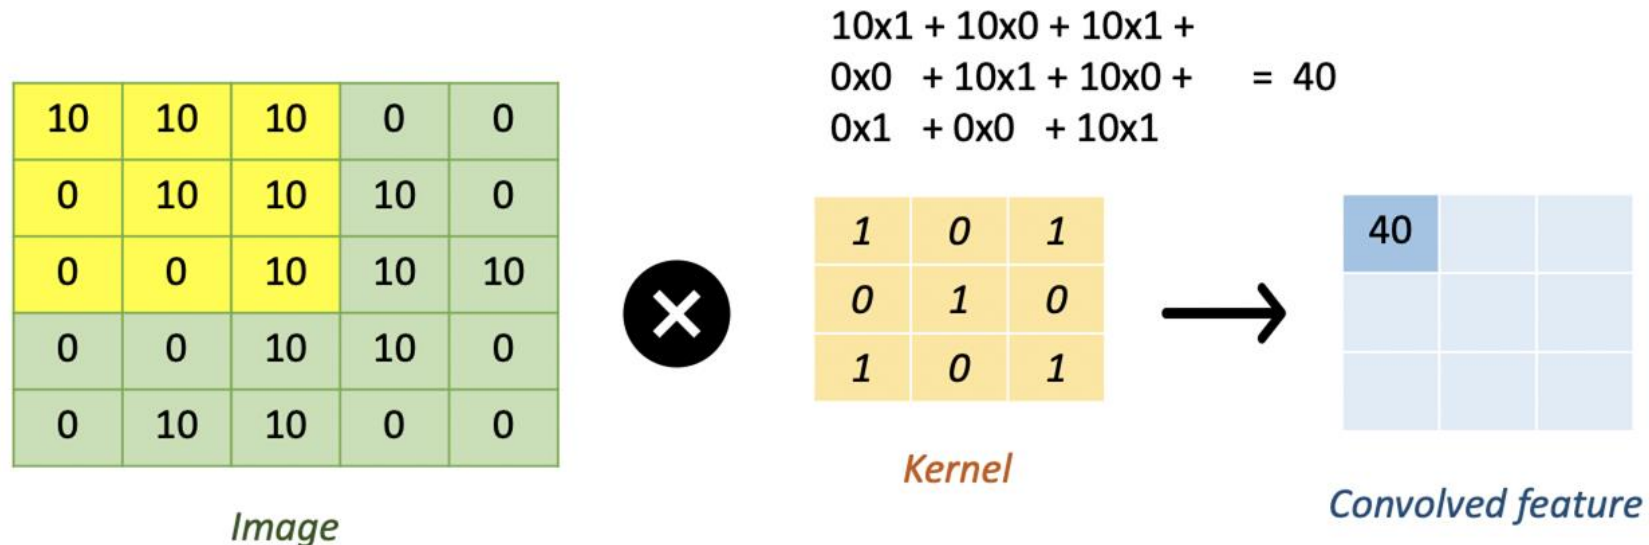 10x1 + 10x0 + 10x1 +
0x0 + 10x1 + 10x0 + = 40
0x1 + 0x0 + 10x1
10 10 10 0 0
0 10 10 10 0
0 0 10 10 10
0 0 10 10 0
0 10 10 0 0
Image
1 0 1
0 1 0
1 0 1
Kernel
40
Convolved feature